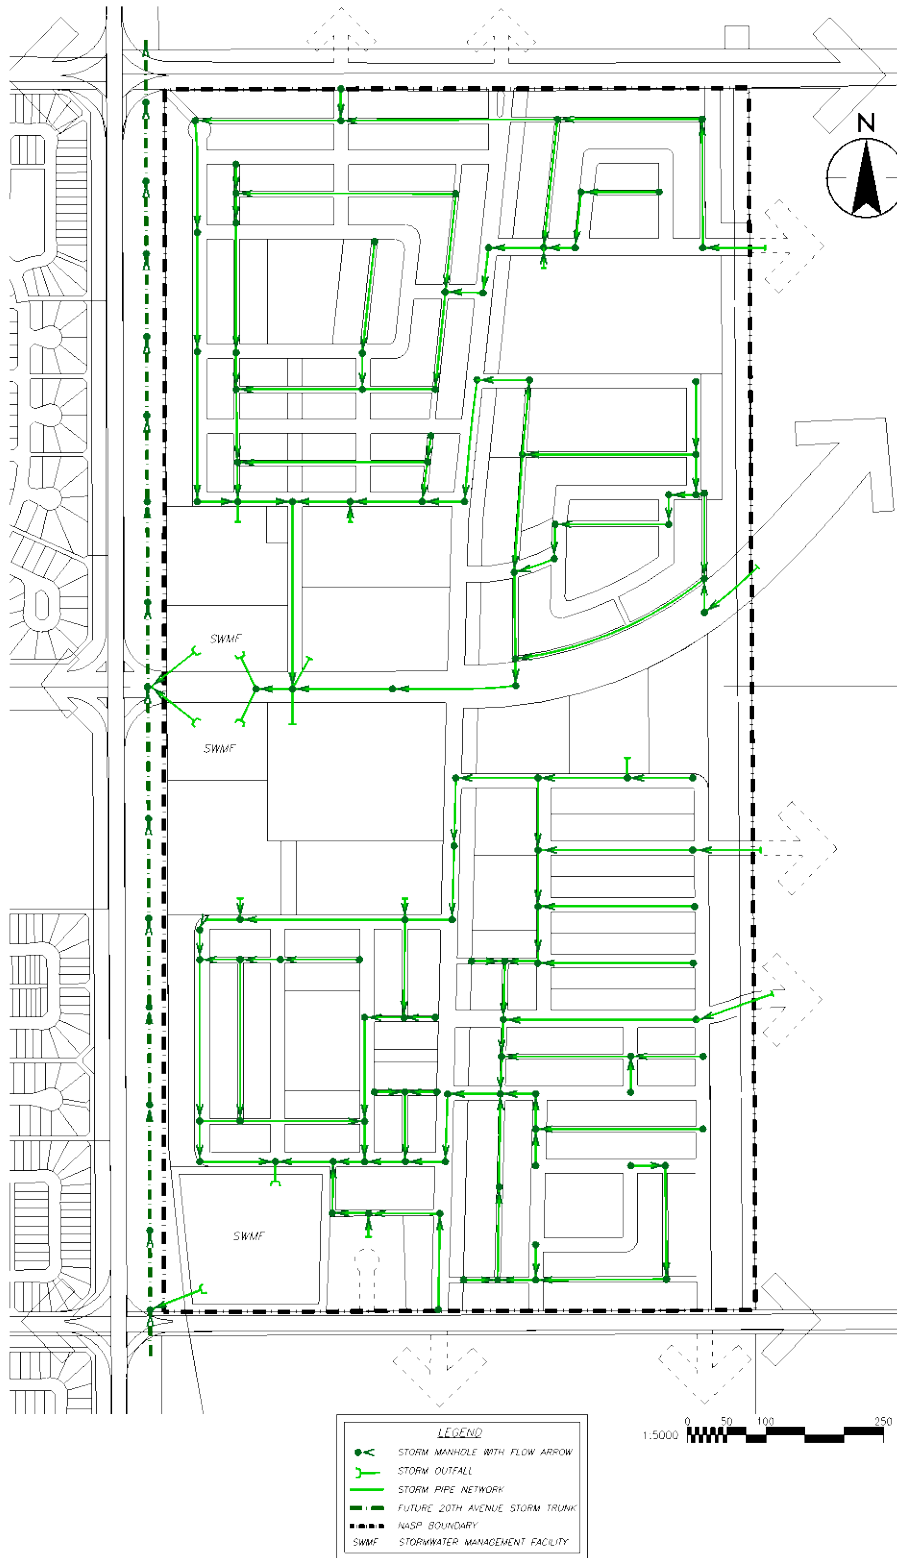 N
SWMF
SWMF
SWMF
LEGEND
STORM MANHOLE WITH FLOW ARROW
STORM OUTFALL
STORM PIPE NETWORK
FUTURE 20TH AVENUE STORM TRUNK
NASP BOUNDARY
SWMF STORMWATER MANAGEMENT FACILITY
0 50 100 250
1:5000